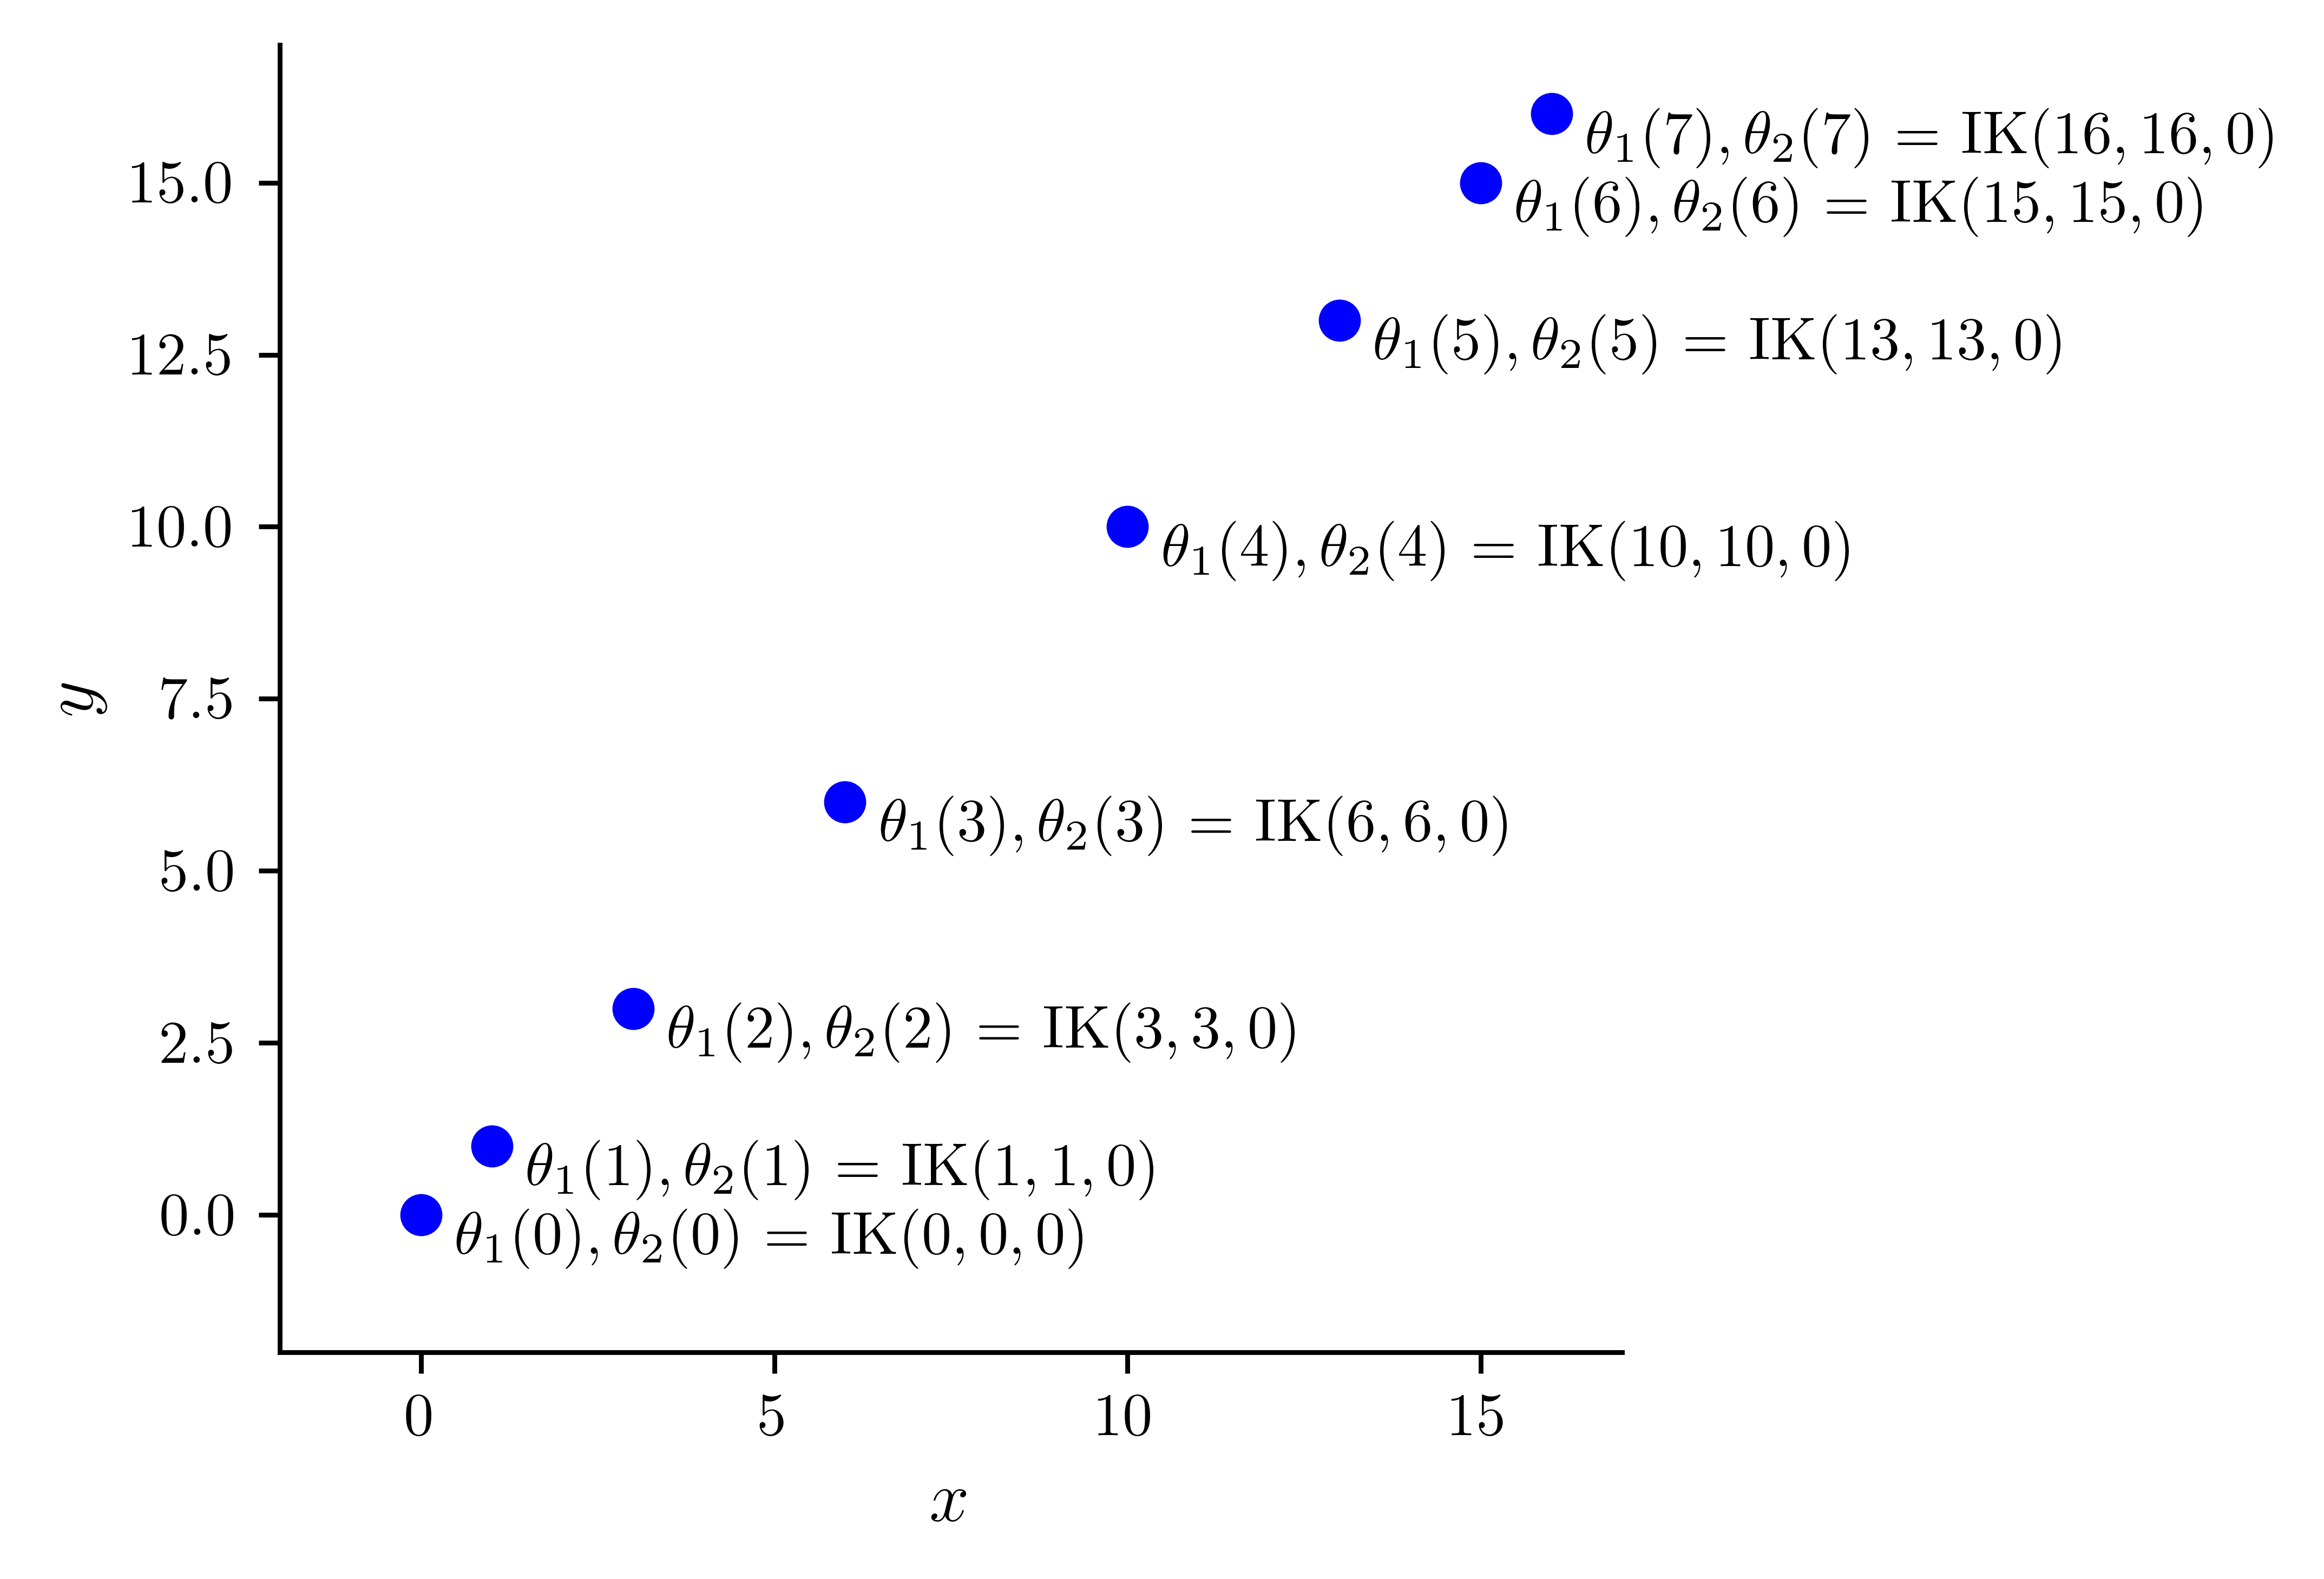 θ₁(7), θ₂(7) = IK(16, 16, 0)
15.0
θ₁(6), θ₂(6) = IK(15, 15, 0)
12.5
θ₁(5), θ₂(5) = IK(13, 13, 0)
10.0
θ₁(4), θ₂(4) = IK(10, 10, 0)
y
7.5
θ₁(3), θ₂(3) = IK(6, 6, 0)
5.0
θ₁(2), θ₂(2) = IK(3, 3, 0)
2.5
θ₁(1), θ₂(1) = IK(1, 1, 0)
0.0
θ₁(0), θ₂(0) = IK(0, 0, 0)
0 5 10 15
x